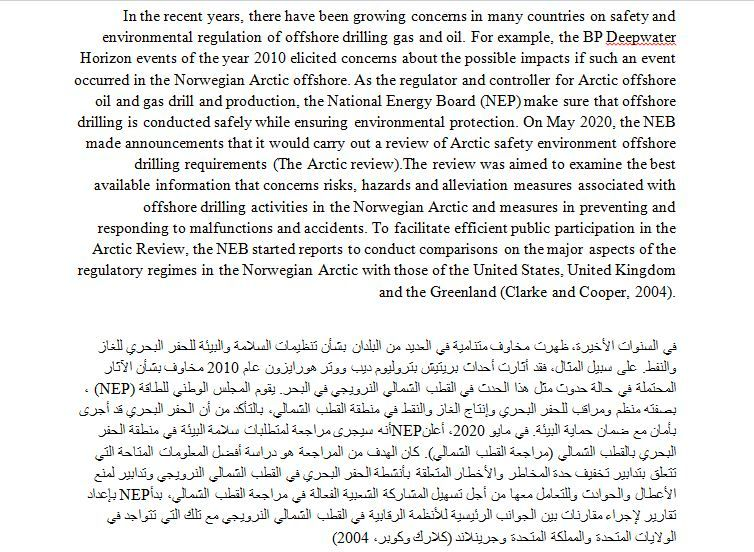 In the recent years, there have been growing concerns in many countries on safety and
environmental regulation of offshore drilling gas and oil. For example, the BP Deepwater
Horizon events of the year 2010 elicited concerns about the possible impacts if such an event
occurred in the Norwegian Arctic offshore. As the regulator and controller for Arctic offshore
oil and gas drill and production, the National Energy Board (NEP) make sure that offshore
drilling is conducted safely while ensuring environmental protection. On May 2020, the NEB
made announcements that it would carry out a review of Arctic safety environment offshore
drilling requirements (The Arctic review).The review was aimed to examine the best
available information that concerns risks, hazards and alleviation measures associated with
offshore drilling activities in the Norwegian Arctic and measures in preventing and
responding to malfunctions and accidents. To facilitate efficient public participation in the
Arctic Review, the NEB started reports to conduct comparisons on the major aspects of the
regulatory regimes in the Norwegian Arctic with those of the United States, United Kingdom
and the Greenland (Clarke and Cooper, 2004).
في السنوات الأخيرة، ظهرت مخاوف متنامية في العديد من البلدان بشأن تنظيمات السلامة والبيئة للحفر البحري للغاز
والنفط. على سبيل المثال، فقد أثارت أحداث بريتيش بتروليوم ديب ووتر هورايزون عام 2010 مخاوف بشأن الآثار
المحتملة في حالة حدوث مثل هذا الحدث في القطب الشمالي النرويجي في البحر. يقوم المجلس الوطني للطاقة (NEP) ،
بصفته منظم ومراقب للحفر البحري وإنتاج الغاز والنفط في منطقة القطب الشمالي، بالتأكد من أن الحفر البحري قد أجرى
بأمان مع ضمان حماية البيئة. في مايو 2020، أعلنNEPأنه سيجرى مراجعة لمتطلبات سلامة البيئة في منطقة الحفر
البحري بالقطب الشمالي (مراجعة القطب الشمالي). كان الهدف من المراجعة هو دراسة أفضل المعلومات المتاحة التي
تتعلق بتدابير تخفيف حدة المخاطر والأخطار المتعلقة بأنشطة الحفر البحري في القطب الشمالي النرويجي وتدابير لمنع
الأعطال والحوادث وللتعامل معها من أجل تسهيل المشاركة الشعبية الفعالة في مراجعة القطب الشمالي، بدأNEP بإعداد
تقارير لإجراء مقارنات بين الجوانب الرئيسية للأنظمة الرقابية في القطب الشمالي النرويجي مع تلك التي تتواجد في
الولايات المتحدة والمملكة المتحدة وجرينلاند (كلارك وكوبر، 2004)